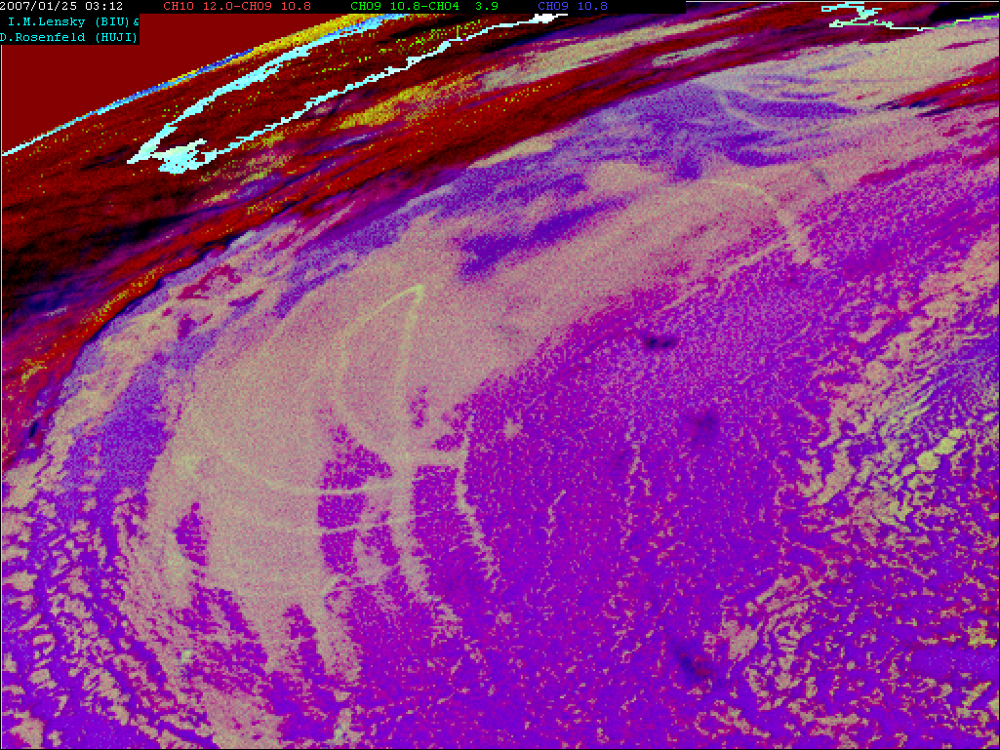 2007/01/25 03:12 CH10 12.0-CH09 10.8 CH09 10.8-CH04 3.9 CH09 10.8
I.M.Lensky (BIU)&
D.Rosenfeld (HUJI)